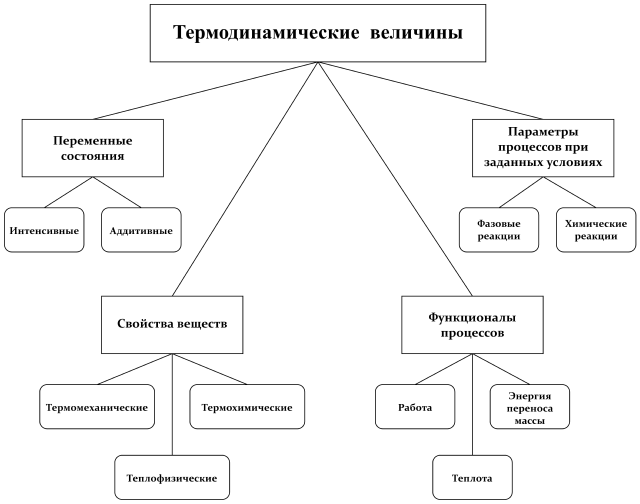 Термодинамические величины
Переменные
состояния
Параметры
процессов при
заданных условиях
Интенсивные
Аддитивные
Фазовые
реакции
Химические
реакции
Свойства веществ
Функционалы
процессов
Термомеханические
Термохимические
Работа
Энергия
переноса
массы
Теплофизические
Теплота